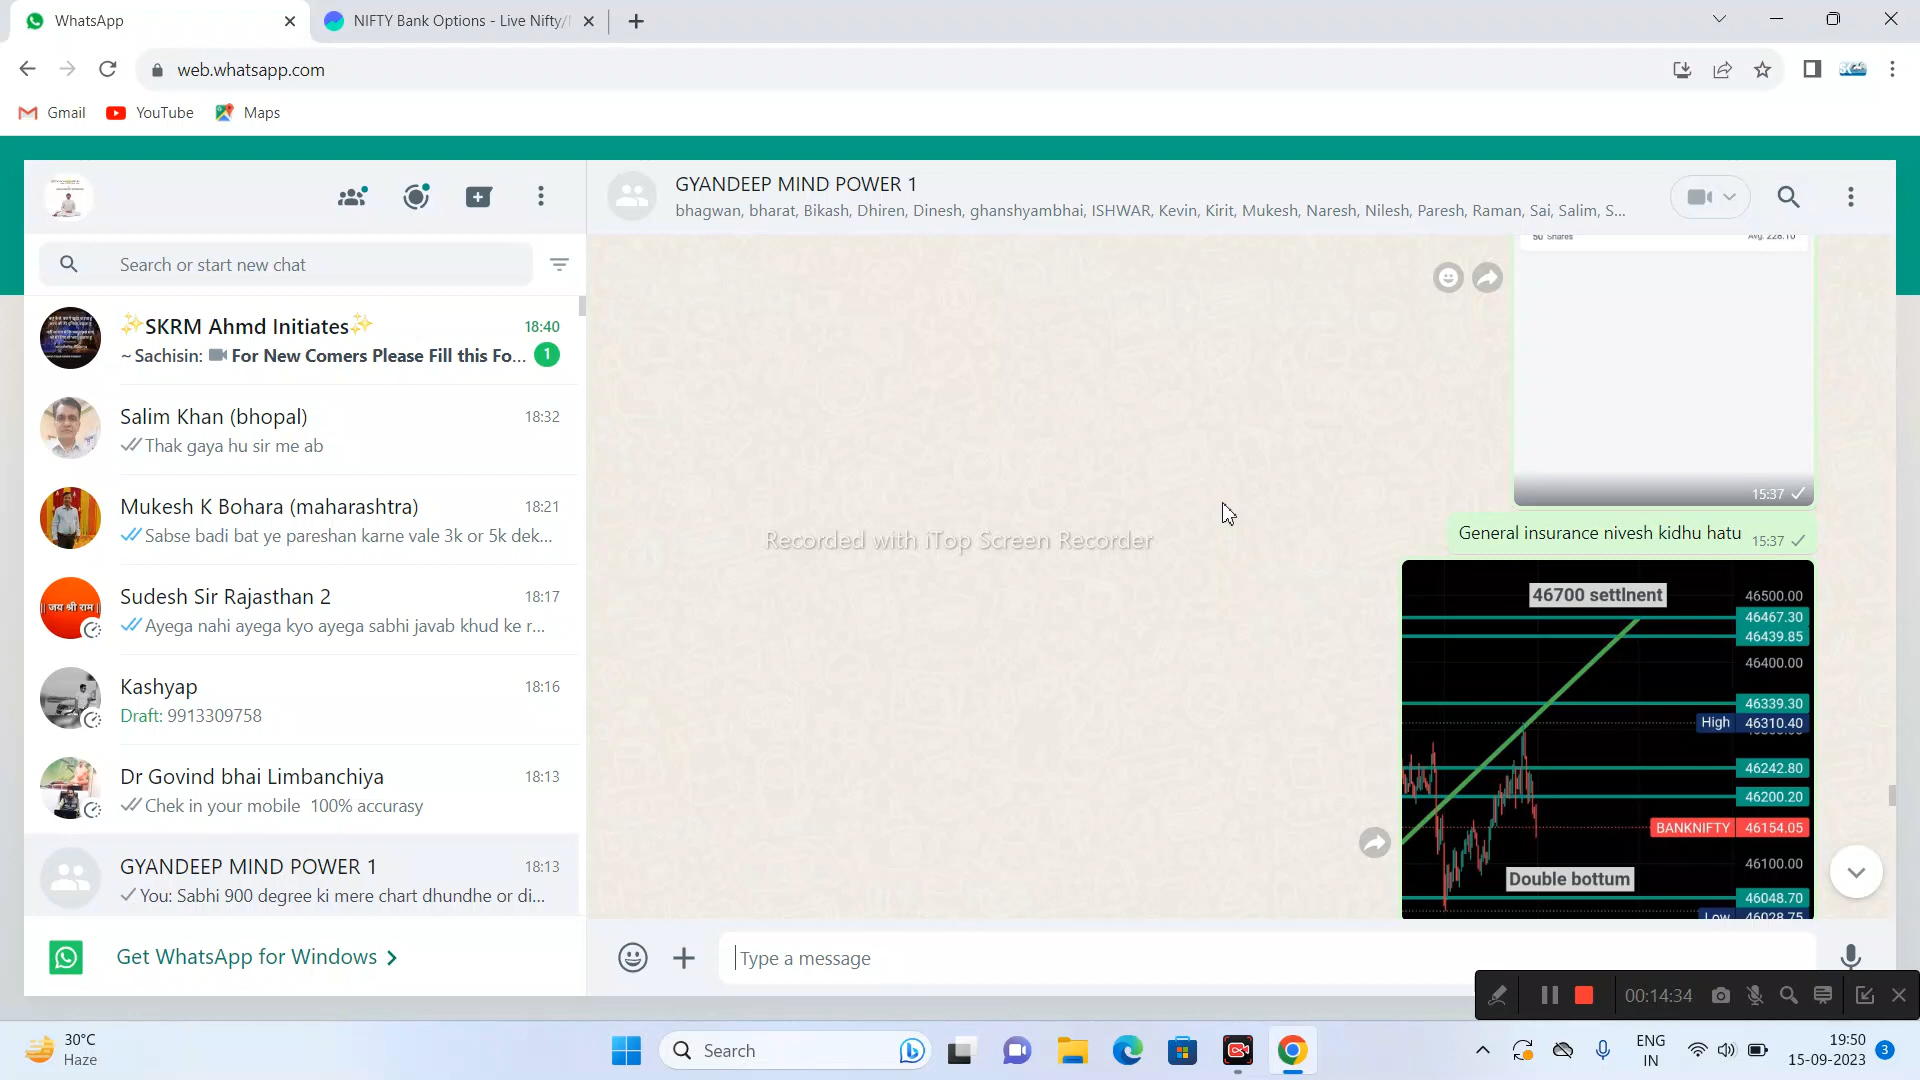 WhatsApp
NIFTY Bank Options - Live Nifty/
web.whatsapp.com
Gmail
YouTube
Maps
GYANDEEP MIND POWER 1
bhagwan, bharat, Bikash, Dhiren, Dinesh, ghanshyambhai, ISHWAR, Kevin, Kirit, Mukesh, Naresh, Nilesh, Paresh, Raman, Sai, Salim, S...
Search or start new chat
✨SKRM Ahmd Initiates✨
18:40
~ Sachisin: For New Comers Please Fill this Fo...
1
Salim Khan (bhopal)
18:32
Thak gaya hu sir me ab
Mukesh K Bohara (maharashtra)
18:21
Sabse badi bat ye pareshan karne vale 3k or 5k dek...
Sudesh Sir Rajasthan 2
18:17
Ayega nahi ayega kyo ayega sabhi javab khud ke r...
|| जय श्री राम ||
Kashyap
18:16
Draft: 9913309758
Dr Govind bhai Limbanchiya
18:13
Chek in your mobile 100% accurasy
GYANDEEP MIND POWER 1
18:13
You: Sabhi 900 degree ki mere chart dhundhe or di...
Get WhatsApp for Windows
50 Shares
Avg. 228.10
15:37
General insurance nivesh kidhu hatu
15:37
Recorded with iTop Screen Recorder
46700 settlnent
46500.00
46467.30
46439.85
46400.00
46339.30
High 46310.40
46242.80
46200.20
BANKNIFTY 46154.05
46100.00
Double bottum
46048.70
Low 46028.75
Type a message
00:14:34
30°C
Haze
Search
ENG
IN
19:50
15-09-2023
3